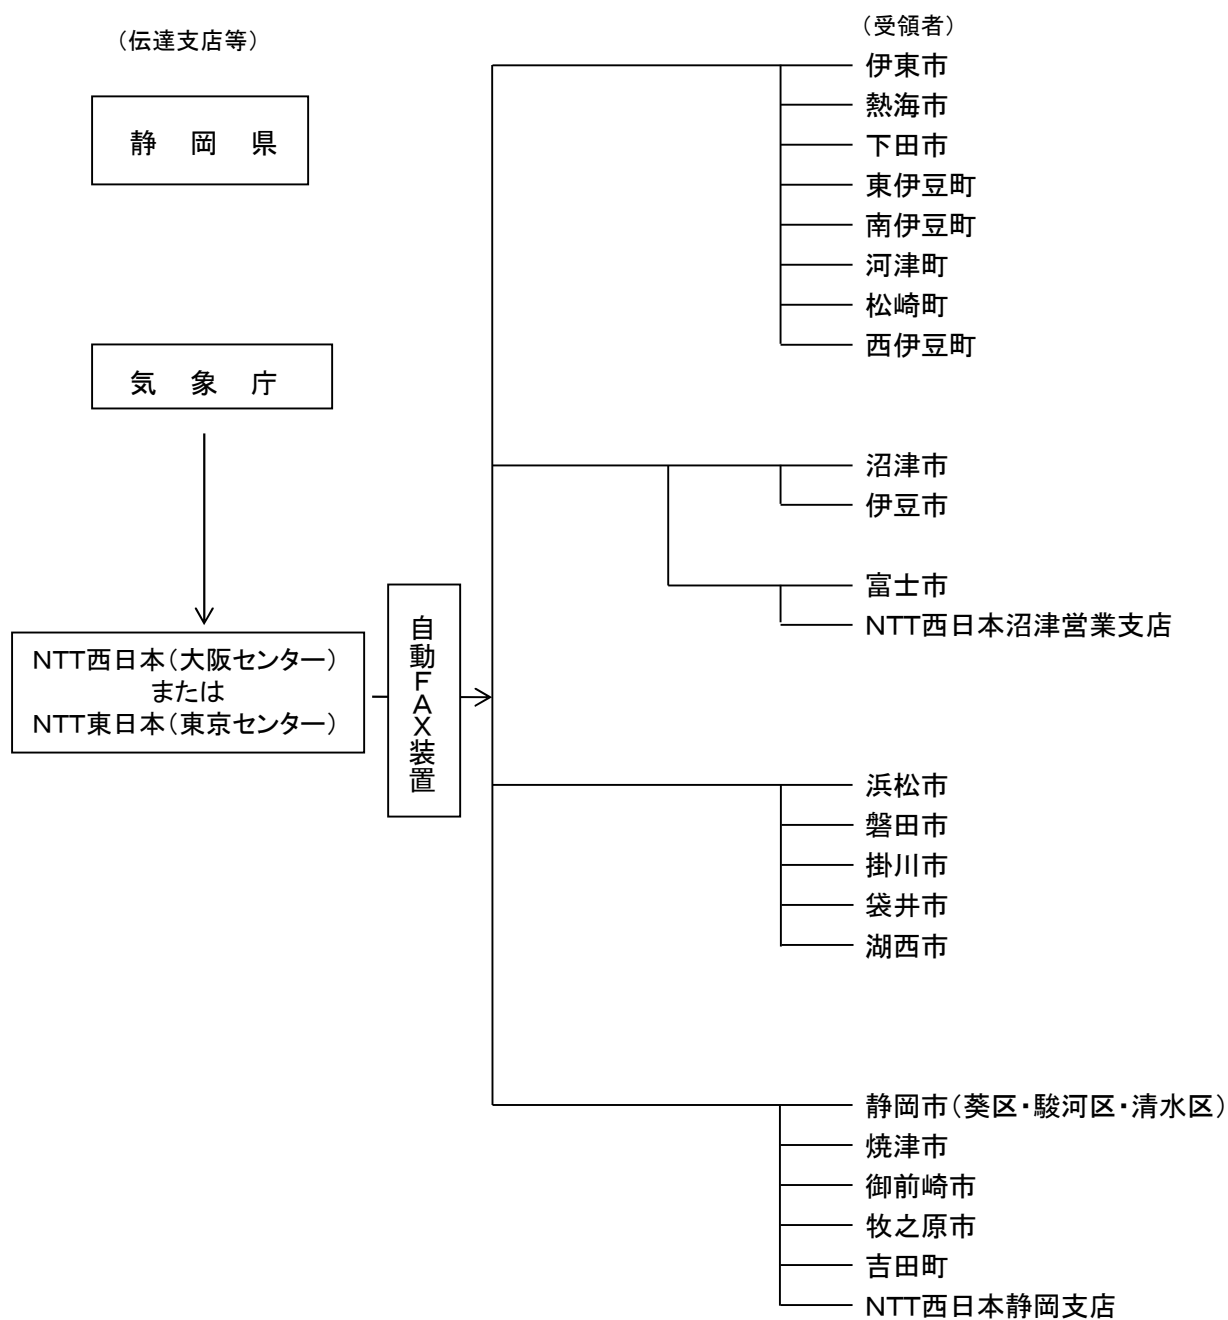 （伝達支店等）
静　岡　県
気　象　庁
NTT西日本（大阪センター）
または
NTT東日本（東京センター）
自動FAX装置
（受領者）
伊東市
熱海市
下田市
東伊豆町
南伊豆町
河津町
松崎町
西伊豆町
沼津市
伊豆市
富士市
NTT西日本沼津営業支店
浜松市
磐田市
掛川市
袋井市
湖西市
静岡市（葵区・駿河区・清水区）
焼津市
御前崎市
牧之原市
吉田町
NTT西日本静岡支店